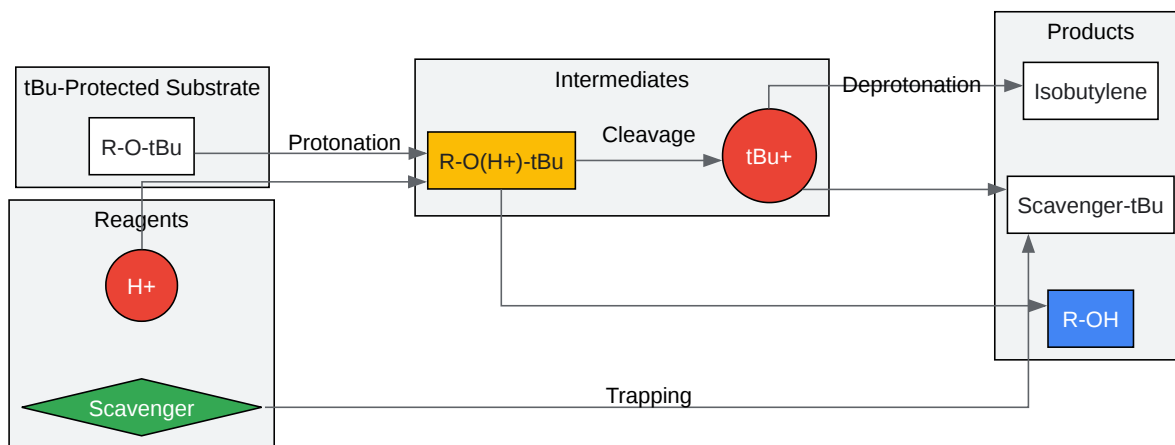 Products
tBu-Protected Substrate
Intermediates
Deprotonation
Isobutylene
R-O-tBu
Protonation
R-O(H+)-tBu
Cleavage
tBu+
Scavenger-tBu
Reagents
H+
R-OH
Scavenger
Trapping